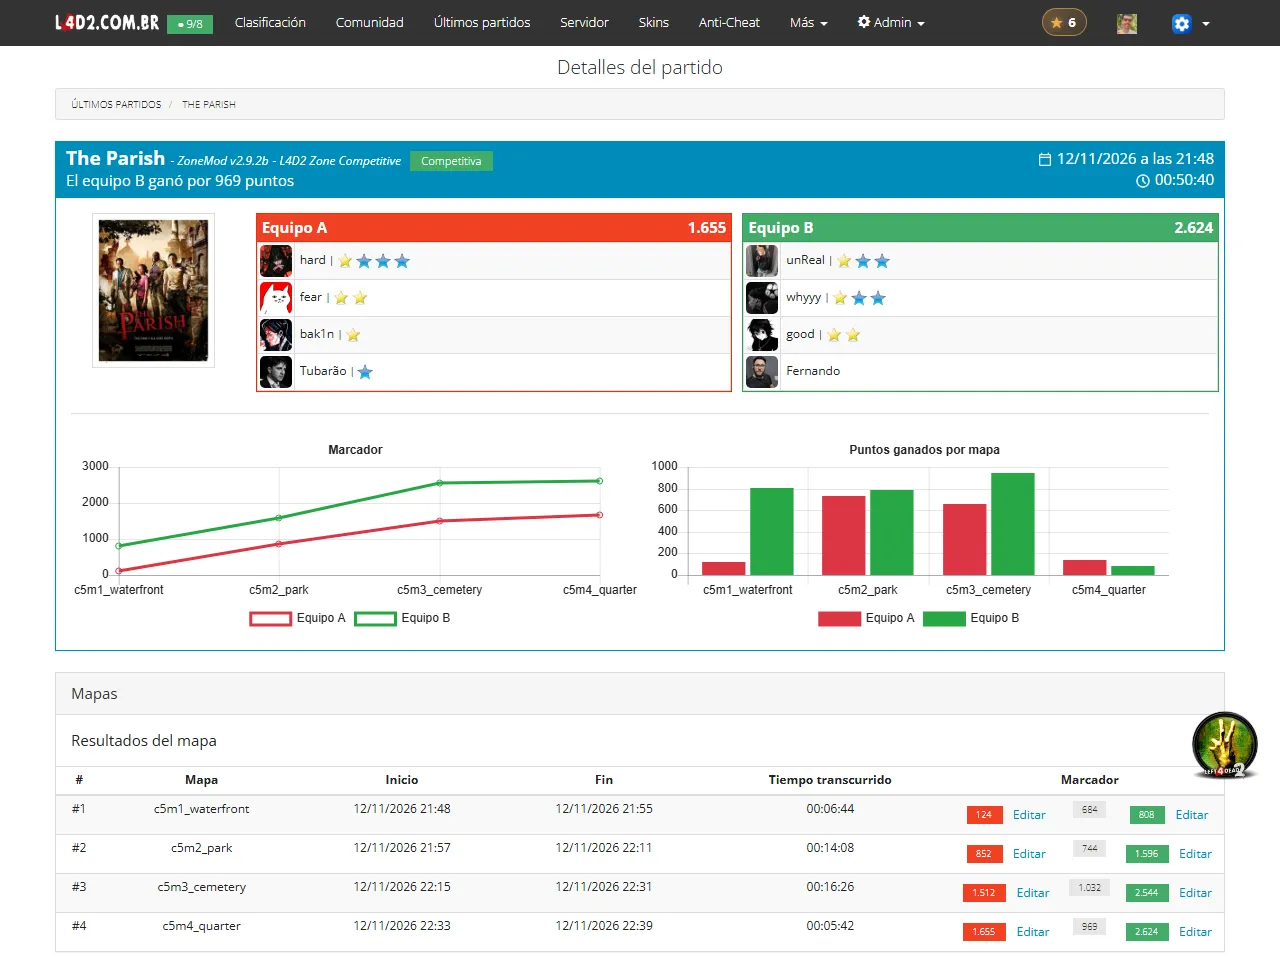 L4D2.COM.BR 9/8 Clasificación Comunidad Últimos partidos Servidor Skins Anti-Cheat Más Admin 6
Detalles del partido
ÚLTIMOS PARTIDOS / THE PARISH
The Parish - ZoneMod v2.9.2b - L4D2 Zone Competitive Competitiva 12/11/2026 a las 21:48
El equipo B ganó por 969 puntos 00:50:40
THE PARISH
Equipo A 1.655
hard |
fear |
bak1n |
Tubarão |
Equipo B 2.624
unReal |
whyyy |
good |
Fernando
Marcador
3000
2000
1000
0
c5m1_waterfront c5m2_park c5m3_cemetery c5m4_quarter
Equipo A Equipo B
Puntos ganados por mapa
1000
800
600
400
200
0
c5m1_waterfront c5m2_park c5m3_cemetery c5m4_quarter
Equipo A Equipo B
Mapas
LEFT 4 DEAD 2
Resultados del mapa
# Mapa Inicio Fin Tiempo transcurrido Marcador
#1 c5m1_waterfront 12/11/2026 21:48 12/11/2026 21:55 00:06:44 124 Editar 684 808 Editar
#2 c5m2_park 12/11/2026 21:57 12/11/2026 22:11 00:14:08 852 Editar 744 1.596 Editar
#3 c5m3_cemetery 12/11/2026 22:15 12/11/2026 22:31 00:16:26 1.512 Editar 1.032 2.544 Editar
#4 c5m4_quarter 12/11/2026 22:33 12/11/2026 22:39 00:05:42 1.655 Editar 969 2.624 Editar